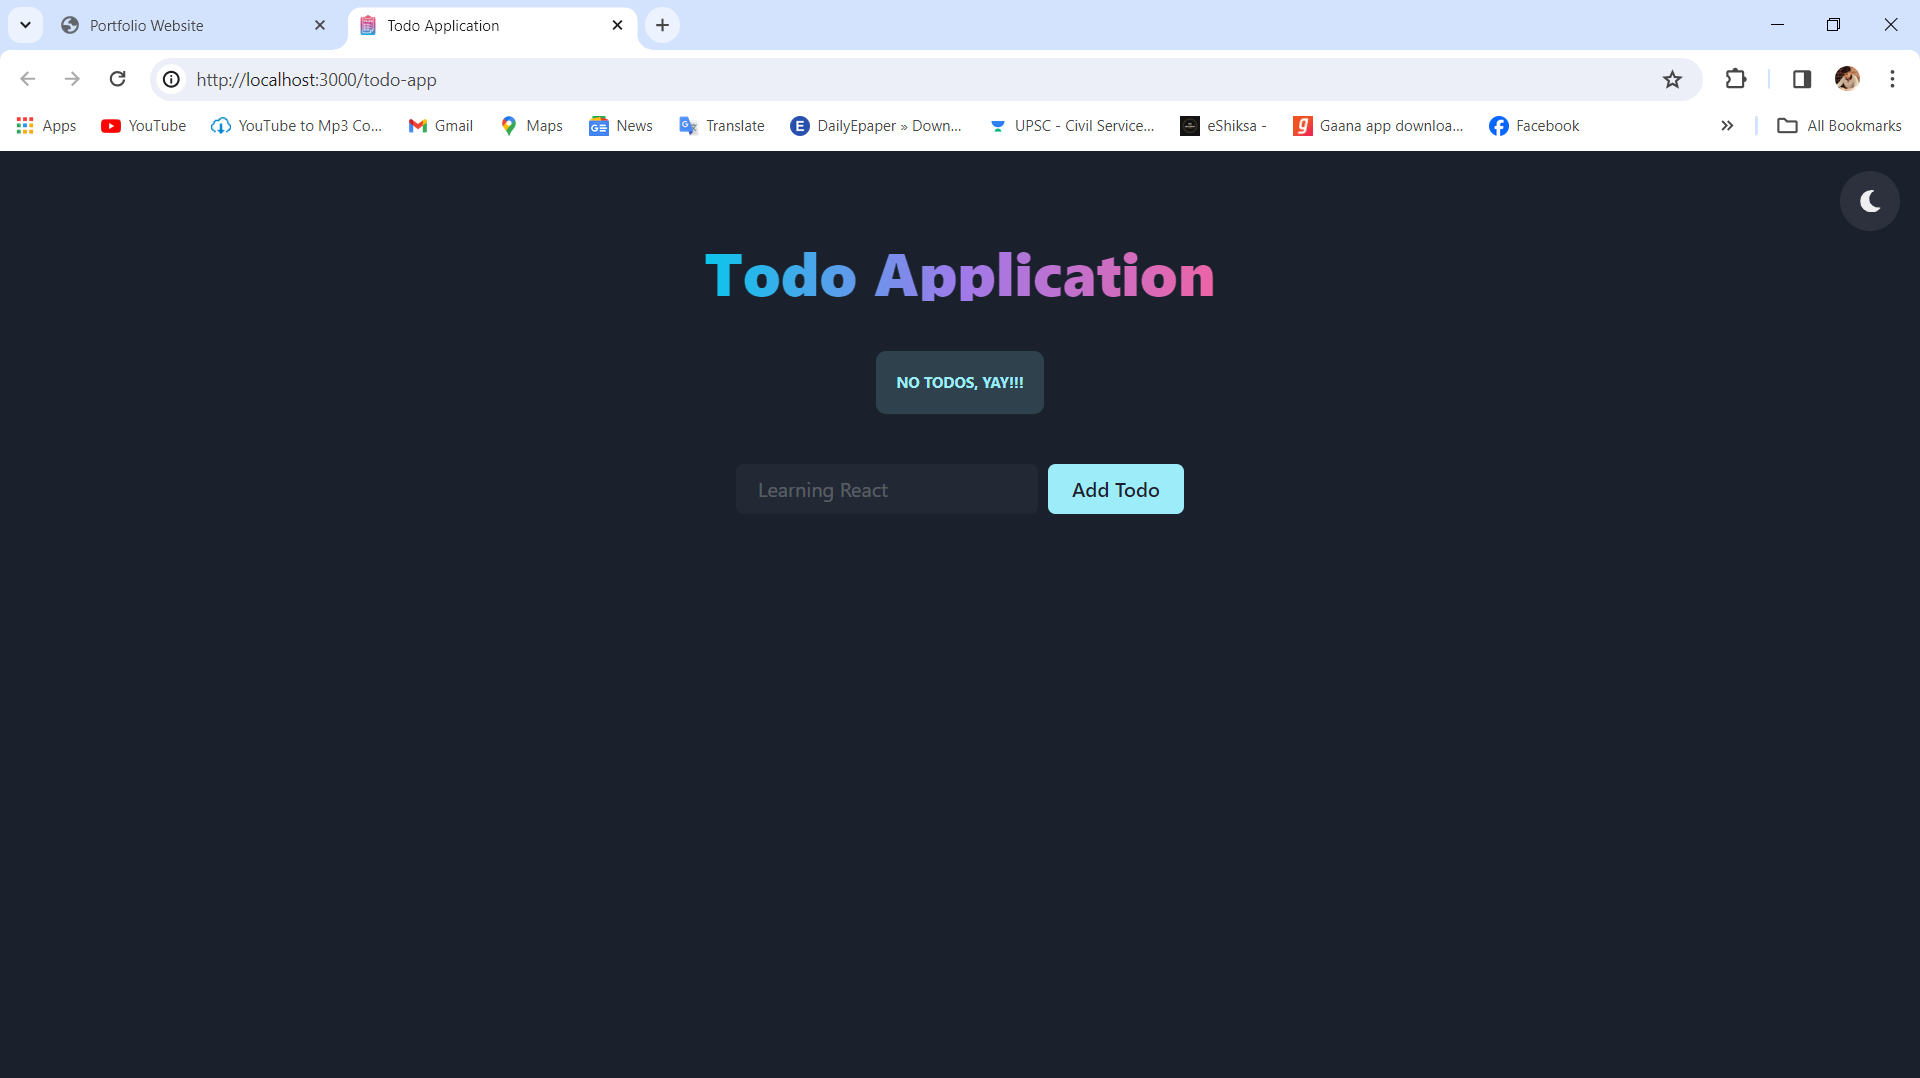 Portfolio Website
Todo Application
http://localhost:3000/todo-app
Apps YouTube YouTube to Mp3 Co... Gmail Maps News Translate DailyEpaper » Down... UPSC - Civil Service... eShiksa - Gaana app downloa... Facebook All Bookmarks
Todo Application
NO TODOS, YAY!!!
Learning React
Add Todo